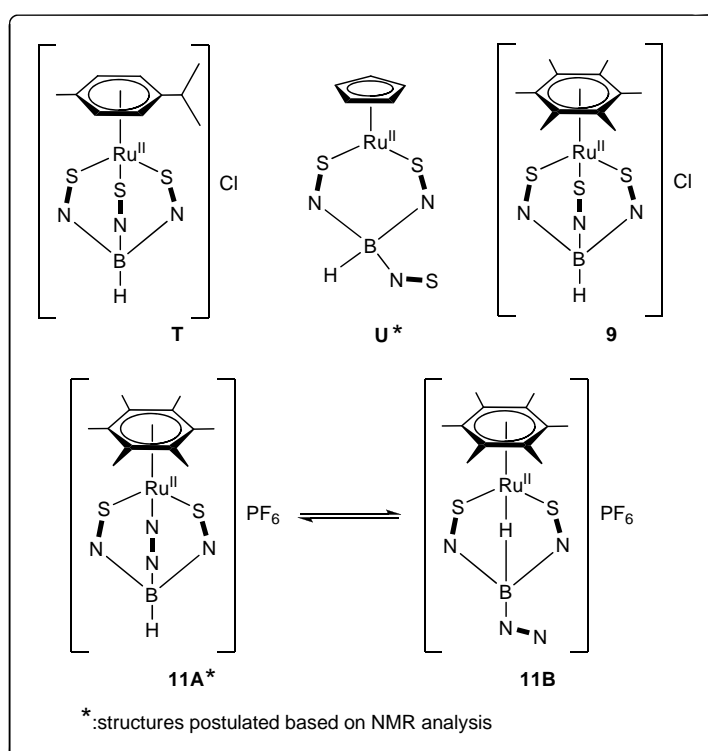 Ru^II
S S S
N N N
B
H
Cl
T
Ru^II
S S
N N
B
H N S
U*
Ru^II
S S S
N N N
B
H
Cl
9
Ru^II
S N S
N N N
B
H
PF6
11A*
Ru^II
S H S
N N
B
N N
PF6
11B
*:structures postulated based on NMR analysis